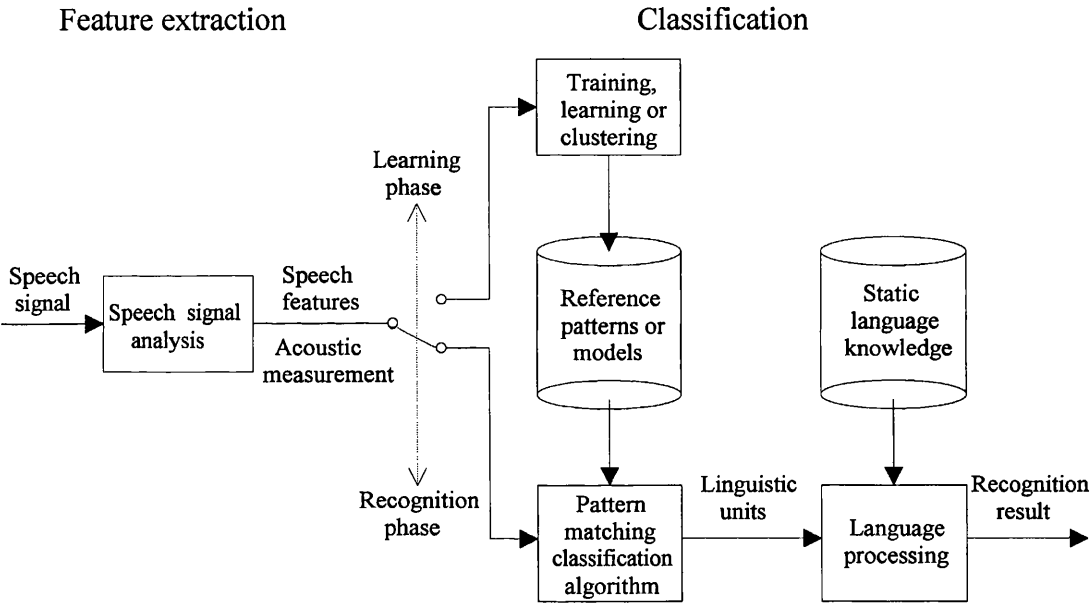 Feature extraction
Classification
Training,
learning or
clustering
Learning
phase
Speech
signal
Speech signal
analysis
Speech
features
Acoustic
measurement
Reference
patterns or
models
Static
language
knowledge
Recognition
phase
Pattern
matching
classification
algorithm
Linguistic
units
Language
processing
Recognition
result